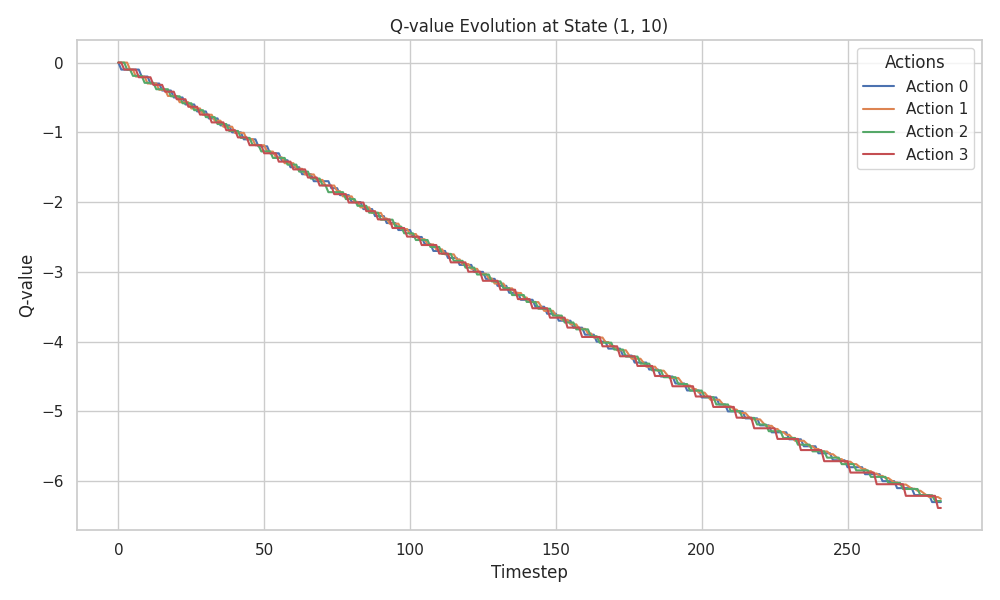 Q-value Evolution at State (1, 10)
Actions
Action 0
Action 1
Action 2
Action 3
Q-value
0
−1
−2
−3
−4
−5
−6
0 50 100 150 200 250
Timestep